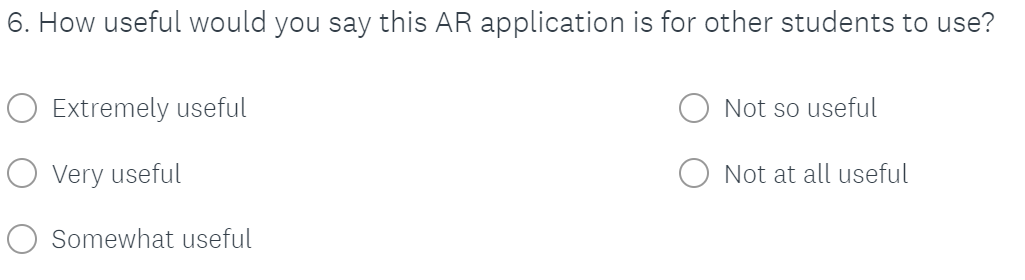 6. How useful would you say this AR application is for other students to use?
Extremely useful
Very useful
Somewhat useful
Not so useful
Not at all useful